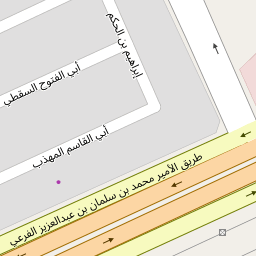 إبراهيم بن الحكم
أبي الفتوح السقطي
أبي القاسم المهذب
طريق الأمير محمد بن سلمان بن عبدالعزيز الفرعي